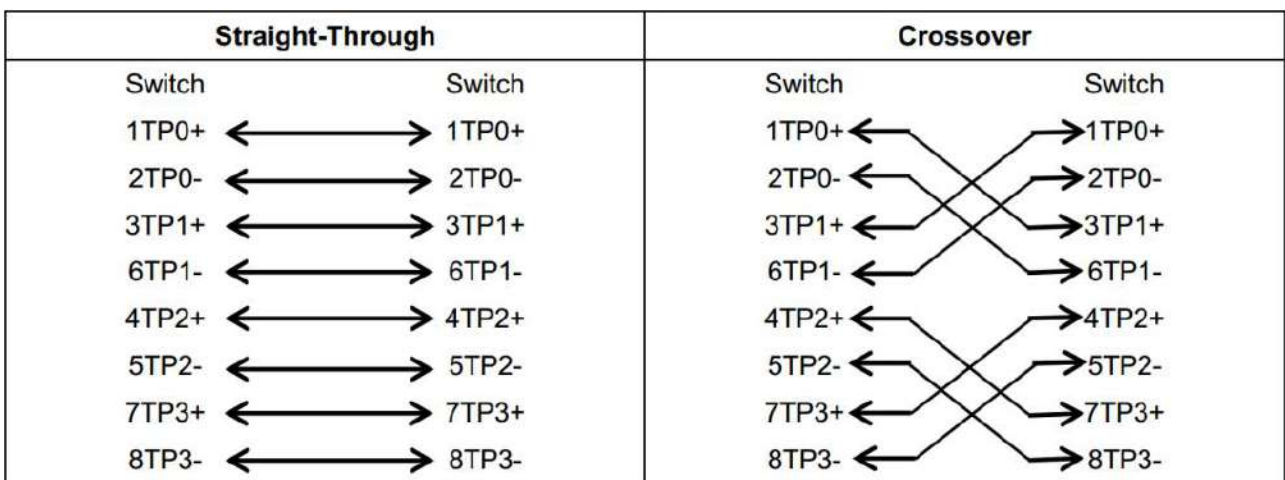 Straight-Through Crossover
Switch Switch Switch Switch
1TP0+ 1TP0+ 1TP0+ 1TP0+
2TP0- 2TP0- 2TP0- 2TP0-
3TP1+ 3TP1+ 3TP1+ 3TP1+
6TP1- 6TP1- 6TP1- 6TP1-
4TP2+ 4TP2+ 4TP2+ 4TP2+
5TP2- 5TP2- 5TP2- 5TP2-
7TP3+ 7TP3+ 7TP3+ 7TP3+
8TP3- 8TP3- 8TP3- 8TP3-